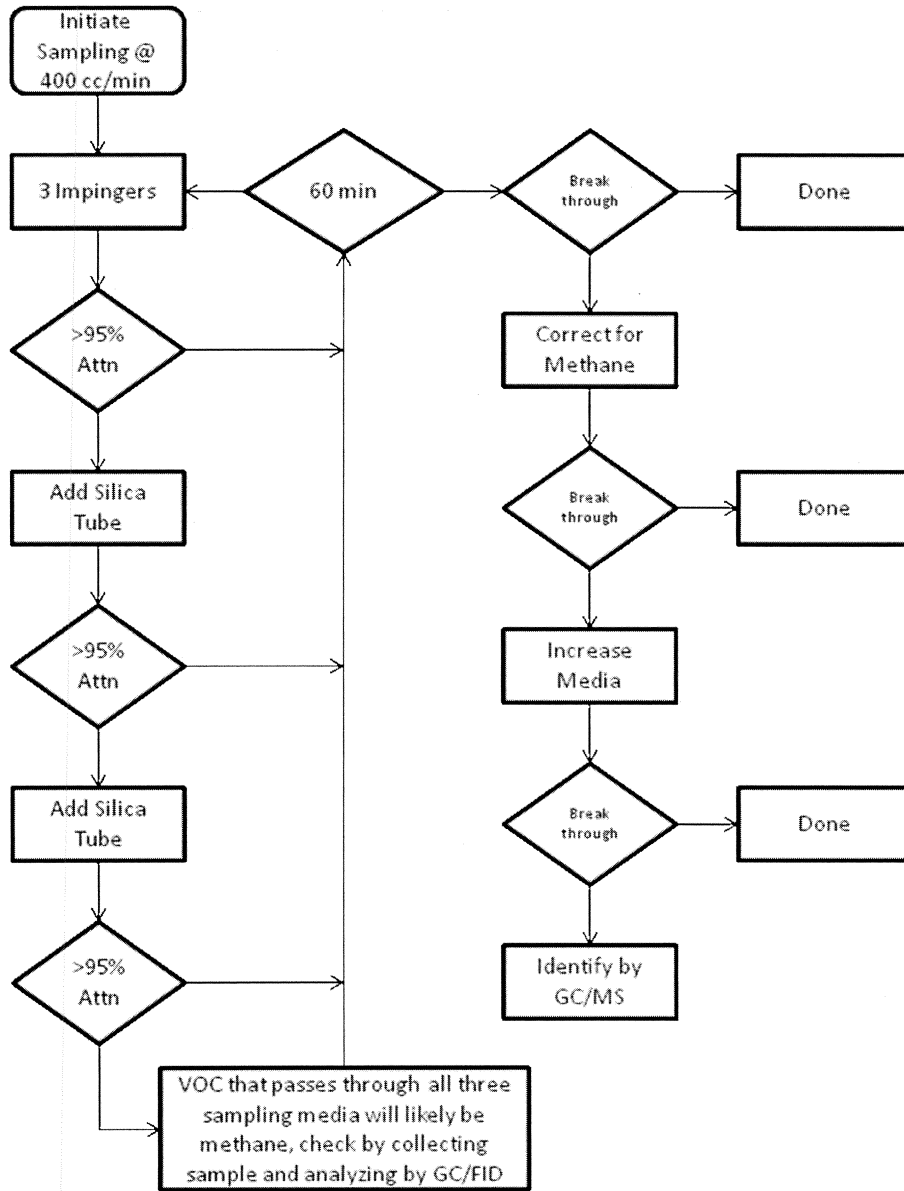 Initiate
Sampling @
400 cc/min
3 Impingers
60 min
Break
through
Done
>95%
Attn
Correct for
Methane
Add Silica
Tube
Break
through
Done
>95%
Attn
Increase
Media
Add Silica
Tube
Break
through
Done
>95%
Attn
Identify by
GC/MS
VOC that passes through all three
sampling media will likely be
methane, check by collecting
sample and analyzing by GC/FID